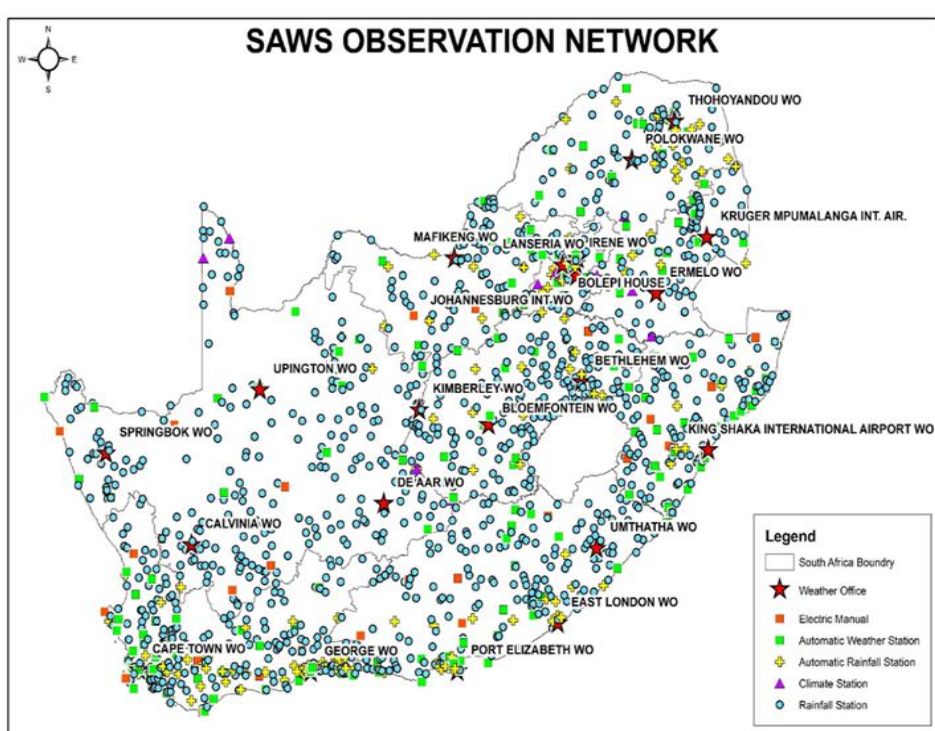 SAWS OBSERVATION NETWORK
N
W E
S
THOHOYANDOU WO
POLOKWANE WO
KRUGER MPUMALANGA INT. AIR.
MAFIKENG WO
LANSERIA WO
IRENE WO
ERMELO WO
BOLEPI HOUSE
JOHANNESBURG INT WO
BETHLEHEM WO
UPINGTON WO
KIMBERLEY WO
BLOEMFONTEIN WO
SPRINGBOK WO
KING SHAKA INTERNATIONAL AIRPORT WO
DE AAR WO
CALVINIA WO
UMTHATHA WO
EAST LONDON WO
CAPE TOWN WO
GEORGE WO
PORT ELIZABETH WO
Legend
South Africa Boundry
Weather Office
Electric Manual
Automatic Weather Station
Automatic Rainfall Station
Climate Station
Rainfall Station